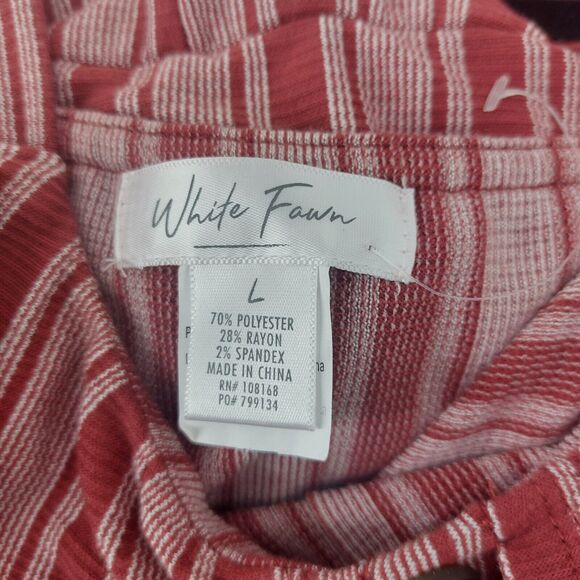 White Fawn
L
70% POLYESTER
28% RAYON
2% SPANDEX
MADE IN CHINA
RN# 108168
PO# 799134